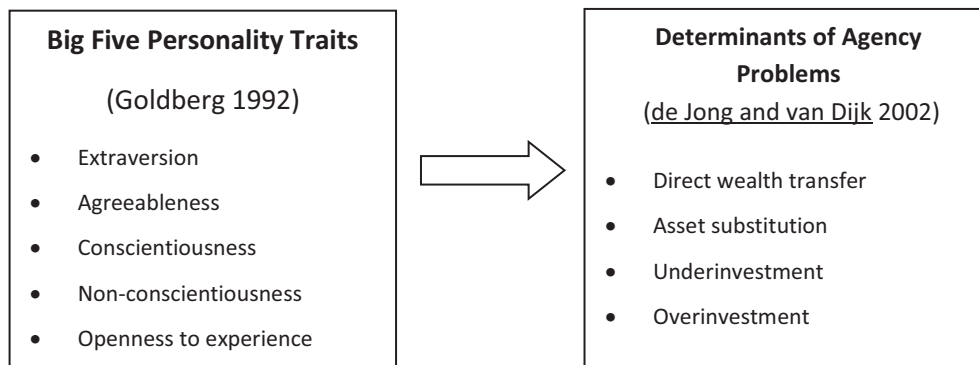 Big Five Personality Traits
(Goldberg 1992)
• Extraversion
• Agreeableness
• Conscientiousness
• Non-conscientiousness
• Openness to experience
Determinants of Agency
Problems
(de Jong and van Dijk 2002)
• Direct wealth transfer
• Asset substitution
• Underinvestment
• Overinvestment